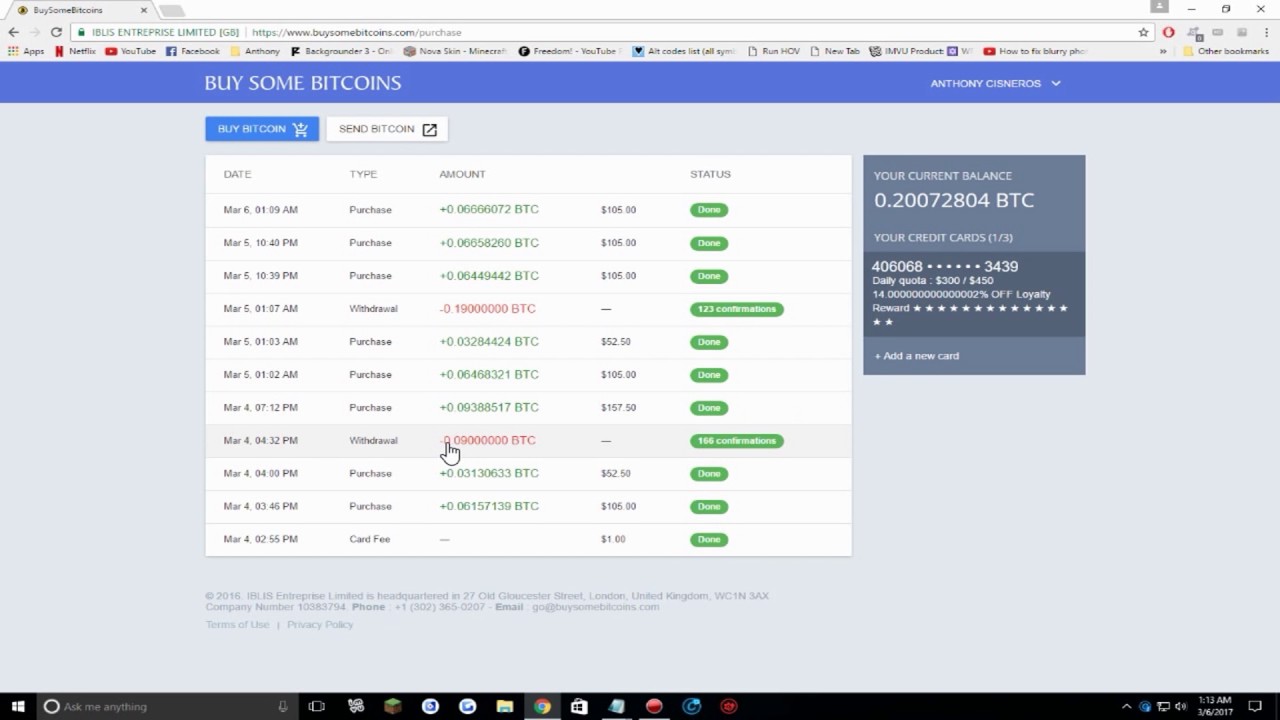 BuySomeBitcoins
IBLIS ENTREPRISE LIMITED [GB] | https://www.buysomebitcoins.com/purchase
Apps Netflix YouTube Facebook Anthony Backgrounder 3 - Onl Nova Skin - Minecraft Freedom! - YouTube Alt codes list (all sym Run HOV New Tab IMVU Product: How to fix blurry pho » Other bookmarks
BUY SOME BITCOINS
ANTHONY CISNEROS
BUY BITCOIN
SEND BITCOIN
DATE TYPE AMOUNT STATUS
Mar 6, 01:09 AM Purchase +0.06666072 BTC $105.00 Done
Mar 5, 10:40 PM Purchase +0.06658260 BTC $105.00 Done
Mar 5, 10:39 PM Purchase +0.06449442 BTC $105.00 Done
Mar 5, 01:07 AM Withdrawal -0.19000000 BTC — 123 confirmations
Mar 5, 01:03 AM Purchase +0.03284424 BTC $52.50 Done
Mar 5, 01:02 AM Purchase +0.06468321 BTC $105.00 Done
Mar 4, 07:12 PM Purchase +0.09388517 BTC $157.50 Done
Mar 4, 04:32 PM Withdrawal -0.09000000 BTC — 166 confirmations
Mar 4, 04:00 PM Purchase +0.03130633 BTC $52.50 Done
Mar 4, 03:46 PM Purchase +0.06157139 BTC $105.00 Done
Mar 4, 02:55 PM Card Fee — $1.00 Done
YOUR CURRENT BALANCE
0.20072804 BTC
YOUR CREDIT CARDS (1/3)
406068 • • • • • • 3439
Daily quota : $300 / $450
14.000000000000002% OFF Loyalty
Reward ★ ★ ★ ★ ★ ★ ★ ★ ★ ★ ★ ★ ★
★ ★
+ Add a new card
© 2016. IBLIS Entreprise Limited is headquartered in 27 Old Gloucester Street, London, United Kingdom, WC1N 3AX
Company Number 10383794. Phone : +1 (302) 365-0207 - Email : go@buysomebitcoins.com
Terms of Use | Privacy Policy
Ask me anything
1:13 AM
3/6/2017